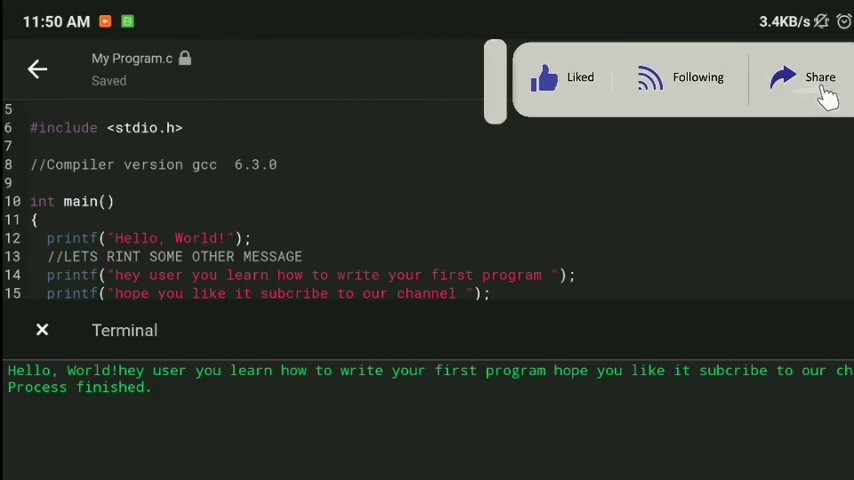 11:50 AM 3.4KB/s
My Program.c
Saved
Liked Following Share
5
6 #include <stdio.h>
7
8 //Compiler version gcc  6.3.0
9
10 int main()
11 {
12   printf("Hello, World!");
13   //LETS RINT SOME OTHER MESSAGE
14   printf("hey user you learn how to write your first program ");
15   printf("hope you like it subcribe to our channel ");
Terminal
Hello, World!hey user you learn how to write your first program hope you like it subcribe to our ch
Process finished.